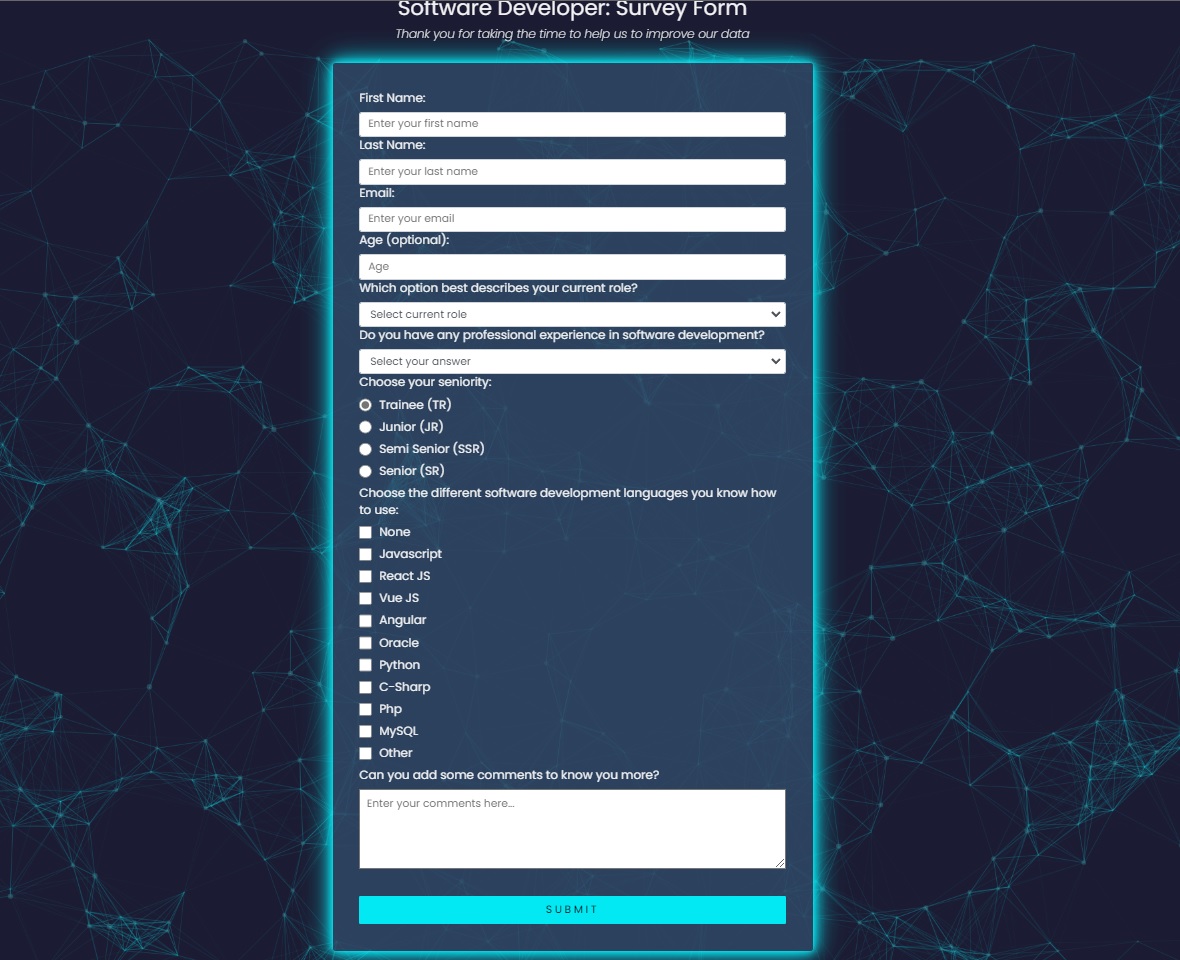 Software Developer: Survey Form
Thank you for taking the time to help us to improve our data
First Name:
Enter your first name
Last Name:
Enter your last name
Email:
Enter your email
Age (optional):
Age
Which option best describes your current role?
Select current role
Do you have any professional experience in software development?
Select your answer
Choose your seniority:
Trainee (TR)
Junior (JR)
Semi Senior (SSR)
Senior (SR)
Choose the different software development languages you know how
to use:
None
Javascript
React JS
Vue JS
Angular
Oracle
Python
C-Sharp
Php
MySQL
Other
Can you add some comments to know you more?
Enter your comments here...
SUBMIT